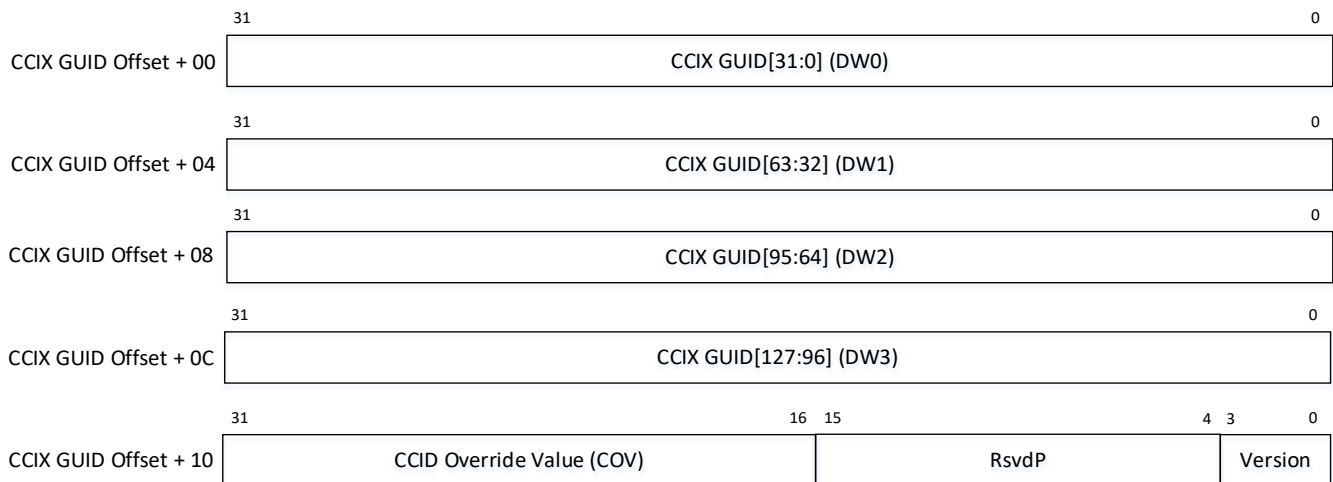 31 0
CCIX GUID Offset + 00 CCIX GUID[31:0] (DW0)
31 0
CCIX GUID Offset + 04 CCIX GUID[63:32] (DW1)
31 0
CCIX GUID Offset + 08 CCIX GUID[95:64] (DW2)
31 0
CCIX GUID Offset + 0C CCIX GUID[127:96] (DW3)
31 16 15 4 3 0
CCIX GUID Offset + 10 CCID Override Value (COV) RsvdP Version